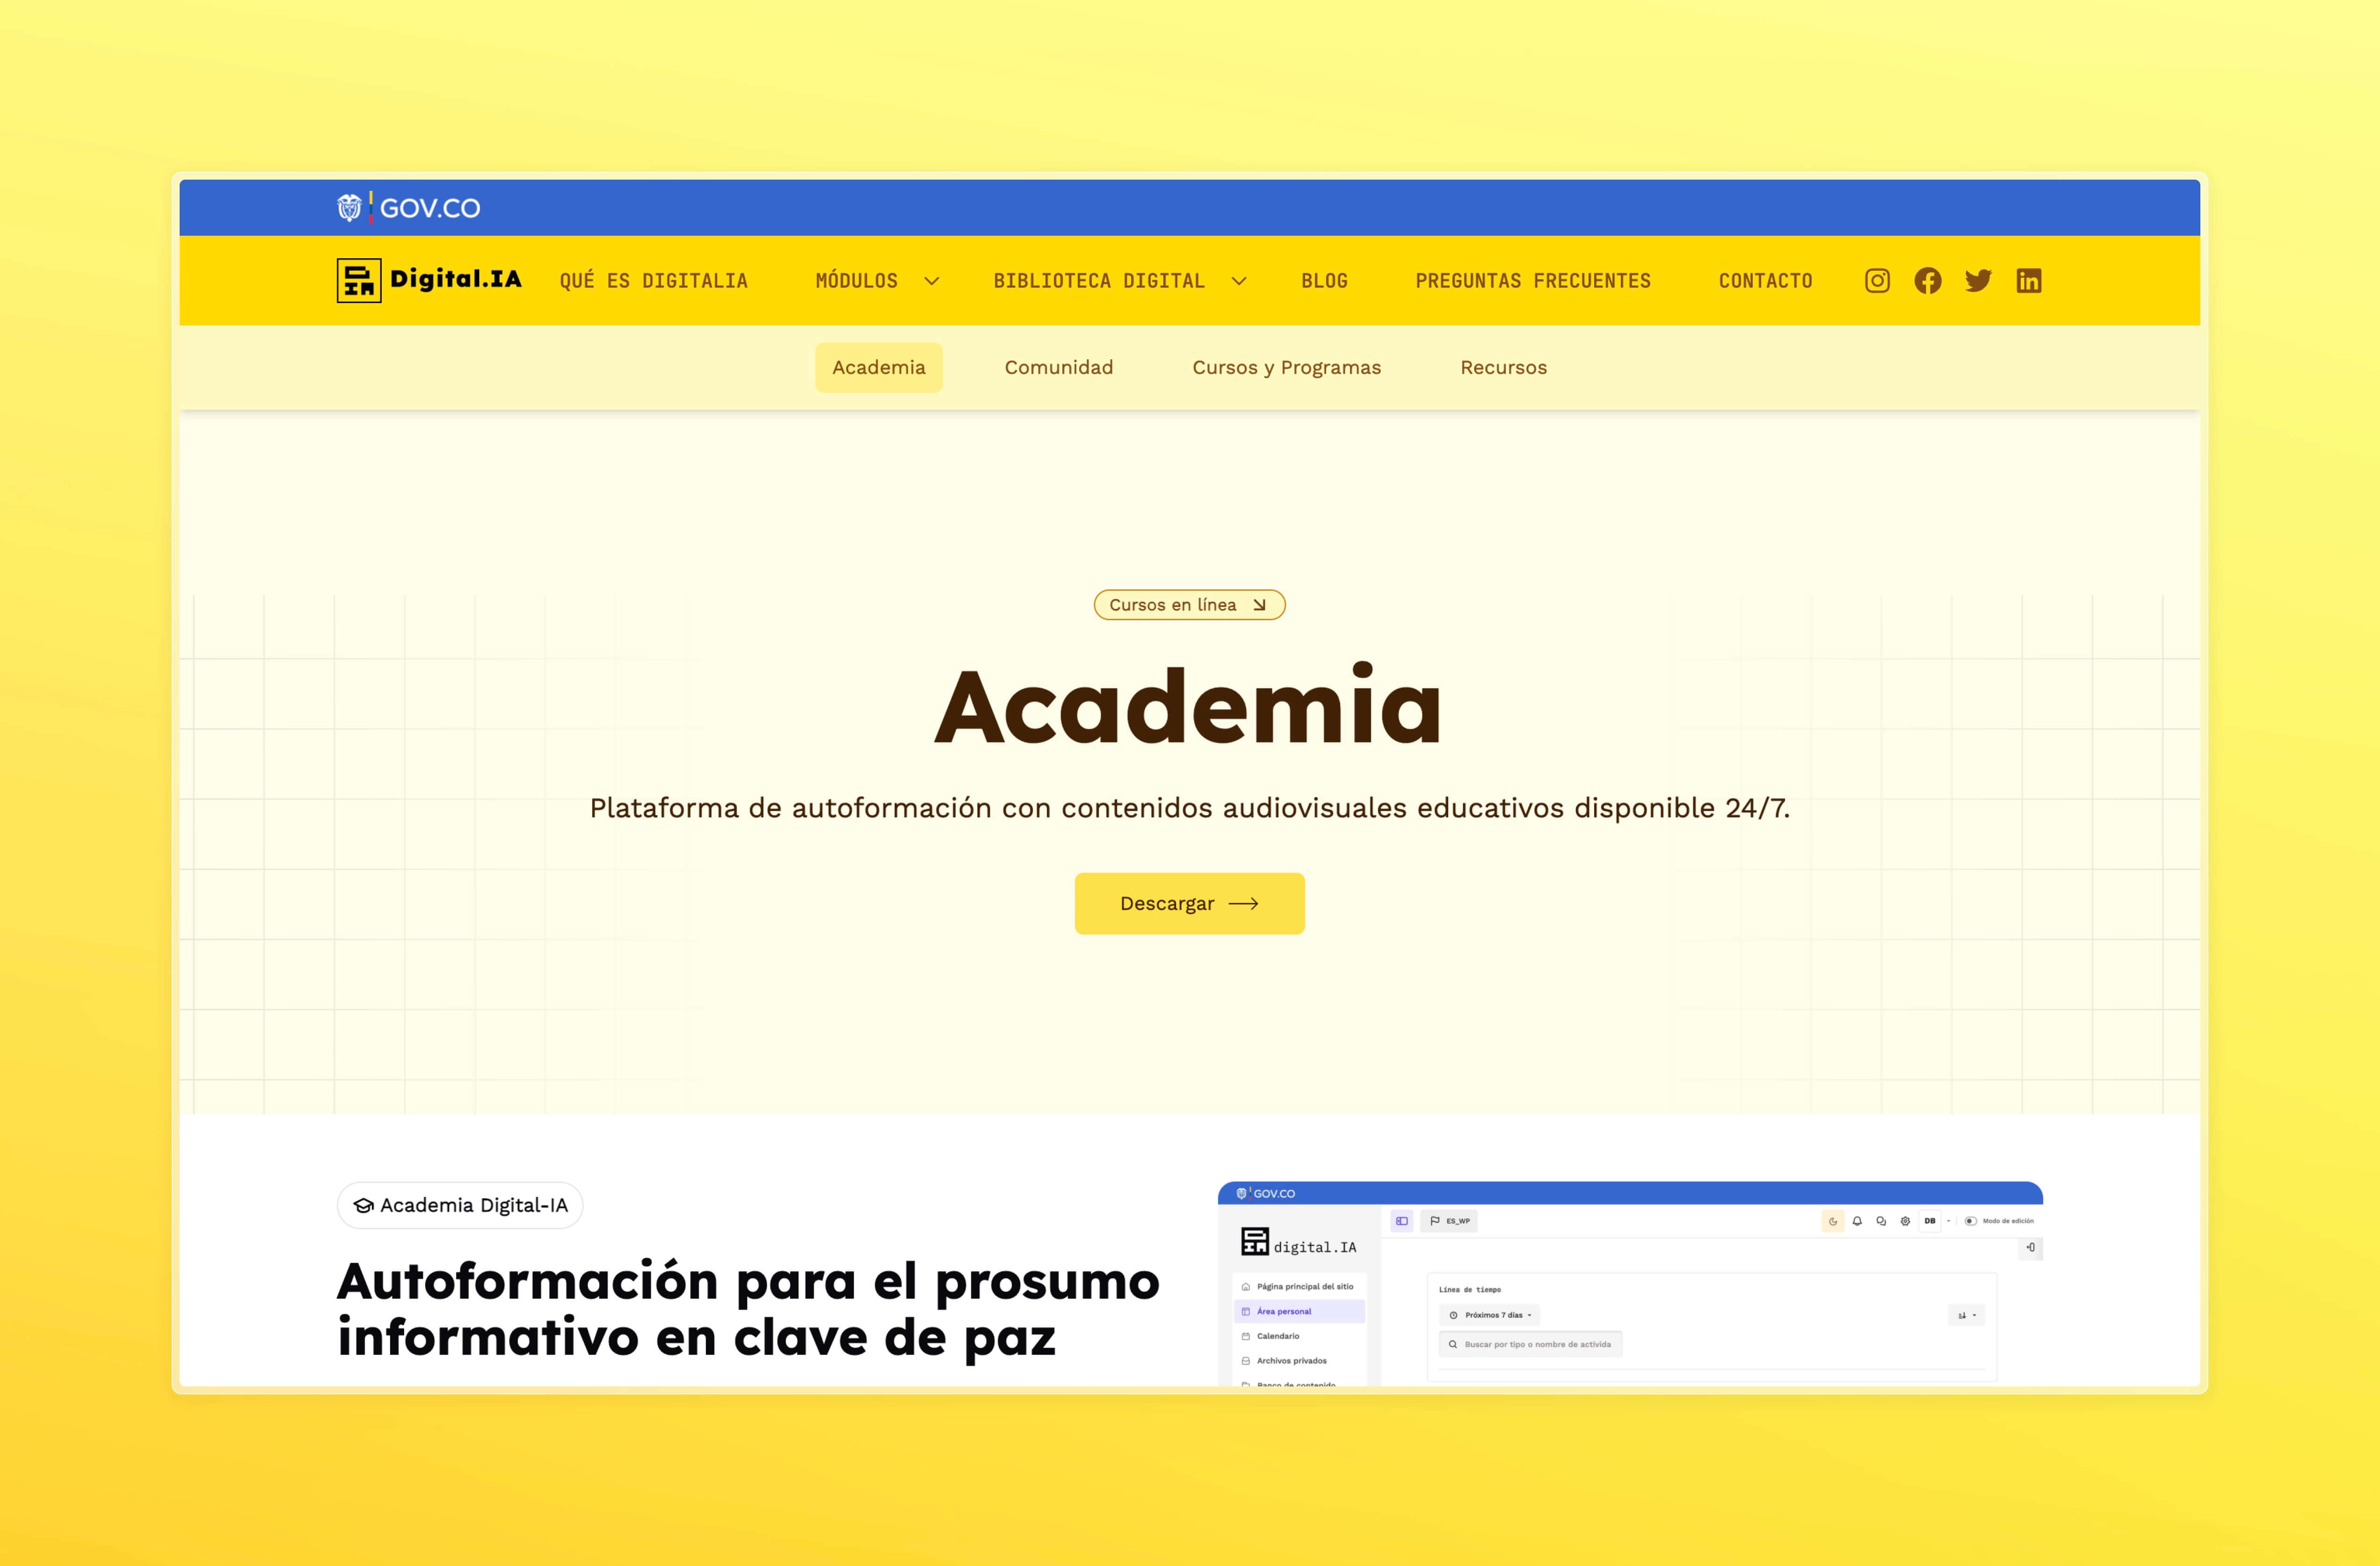 GOV.CO
Digital.IA
QUÉ ES DIGITALIA
MÓDULOS
BIBLIOTECA DIGITAL
BLOG
PREGUNTAS FRECUENTES
CONTACTO
Academia
Comunidad
Cursos y Programas
Recursos
Cursos en línea
Academia
Plataforma de autoformación con contenidos audiovisuales educativos disponible 24/7.
Descargar
Academia Digital-IA
Autoformación para el prosumo
informativo en clave de paz
GOV.CO
digital.IA
ES_WP
DB
Modo de edición
Página principal del sitio
Área personal
Calendario
Archivos privados
Banco de contenido
Línea de tiempo
Próximos 7 días
Buscar por tipo o nombre de activida